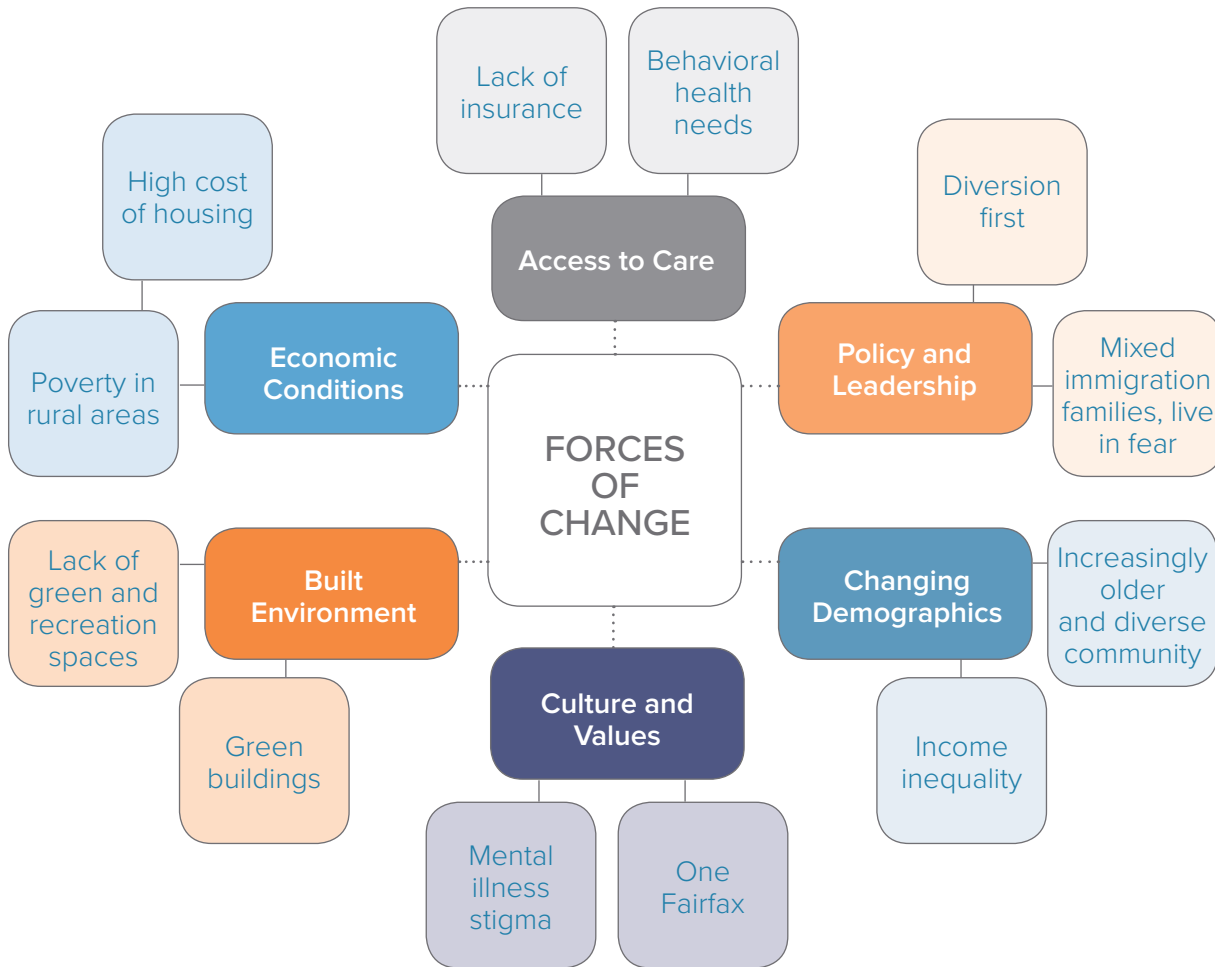 Lack of
insurance
Behavioral
health
needs
High cost
of housing
Diversion
first
Access to Care
Poverty in
rural areas
Economic
Conditions
Policy and
Leadership
Mixed
immigration
families, live
in fear
FORCES
OF
CHANGE
Lack of
green and
recreation
spaces
Built
Environment
Changing
Demographics
Increasingly
older
and diverse
community
Green
buildings
Culture and
Values
Income
inequality
Mental
illness
stigma
One
Fairfax